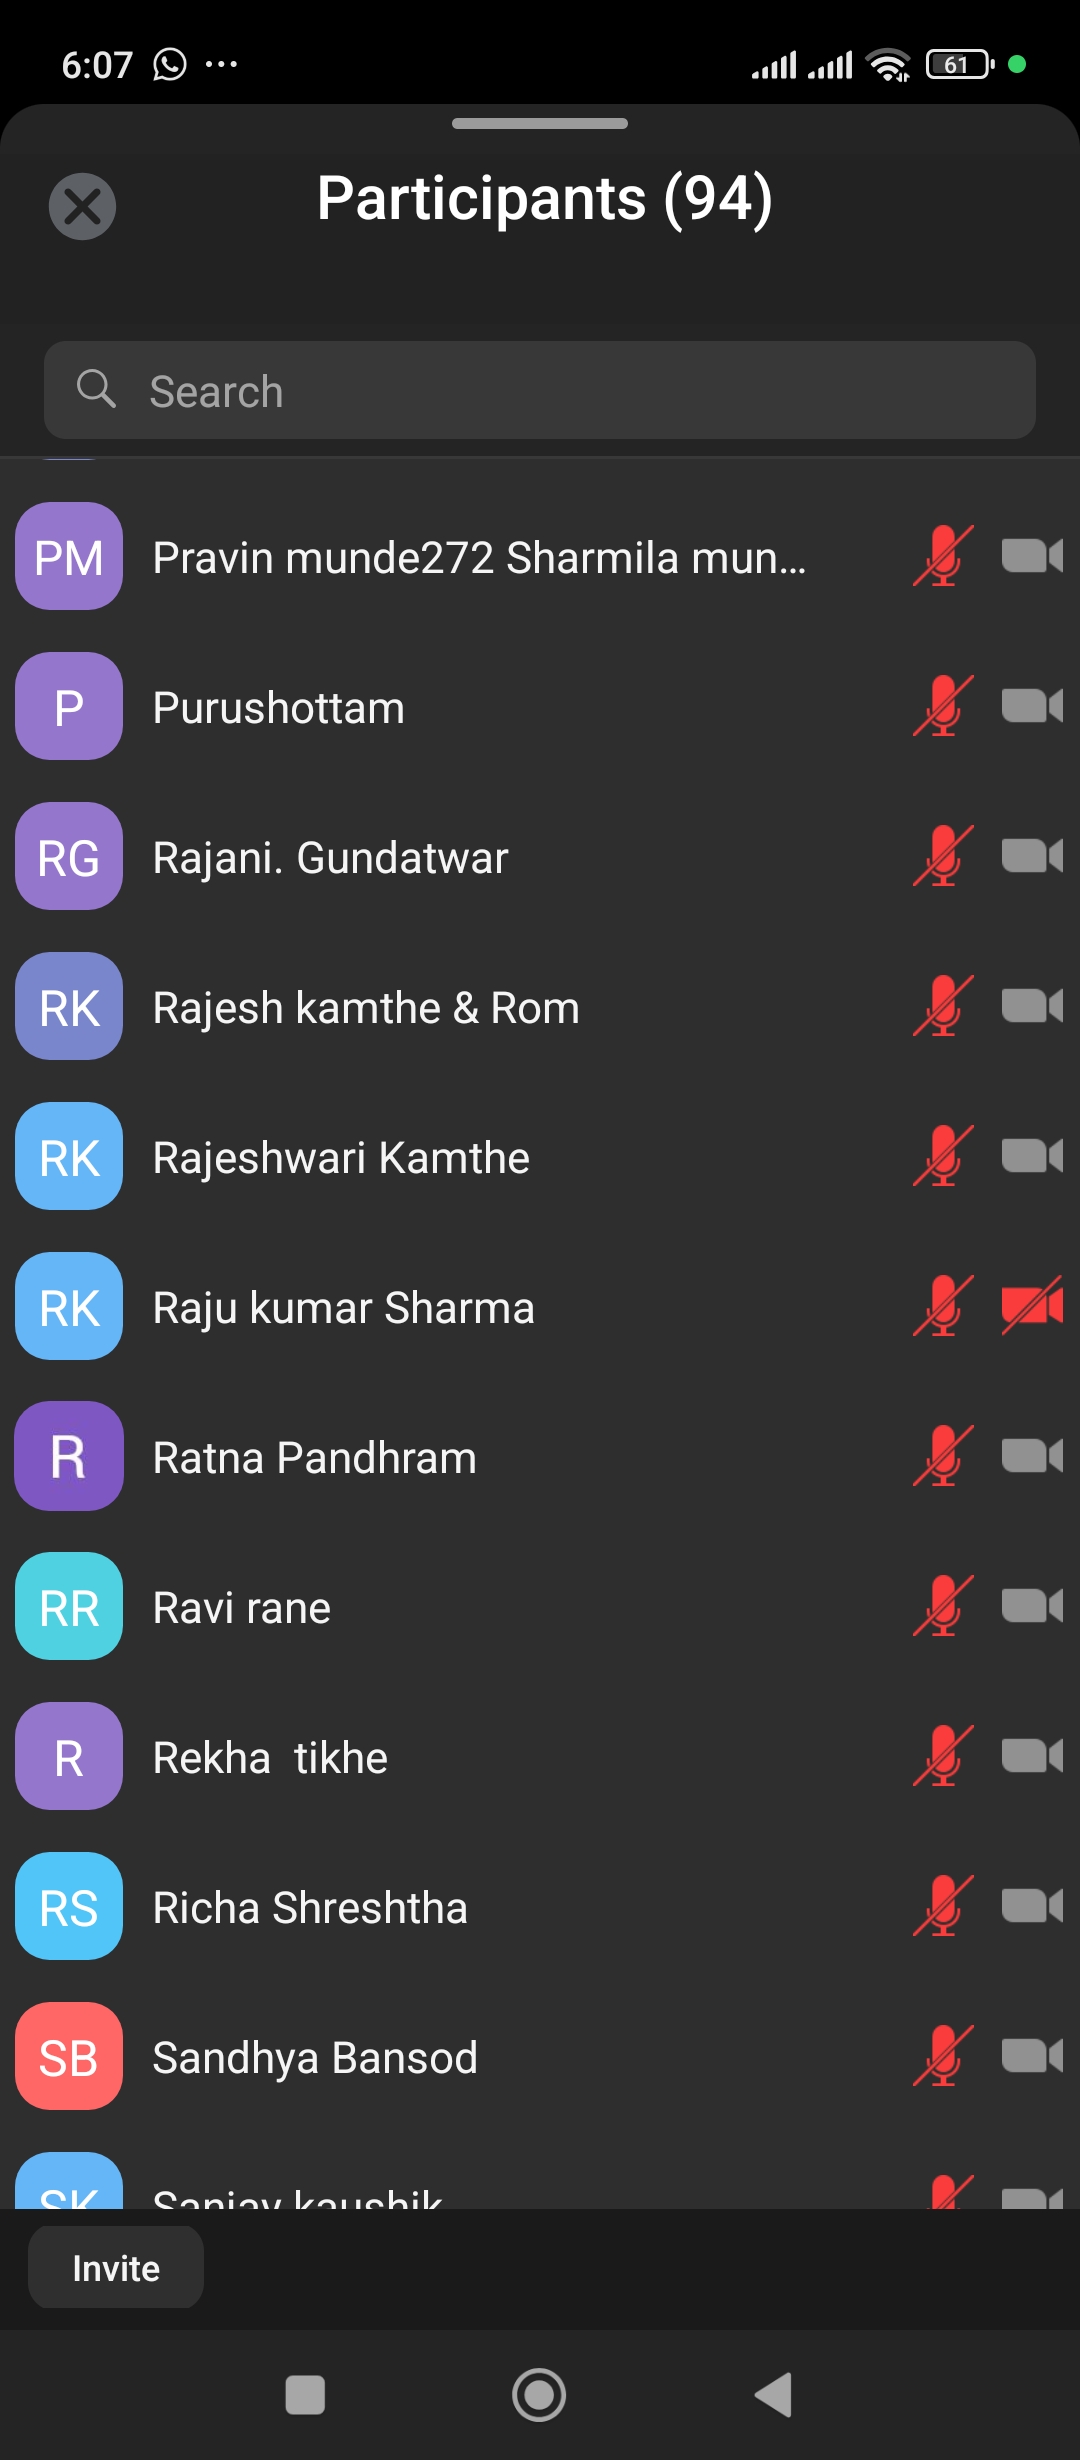 6:07
61
Participants (94)
Search
PM Pravin munde272 Sharmila mun...
P Purushottam
RG Rajani. Gundatwar
RK Rajesh kamthe & Rom
RK Rajeshwari Kamthe
RK Raju kumar Sharma
R Ratna Pandhram
RR Ravi rane
R Rekha  tikhe
RS Richa Shreshtha
SB Sandhya Bansod
SK Sanjay kaushik
Invite